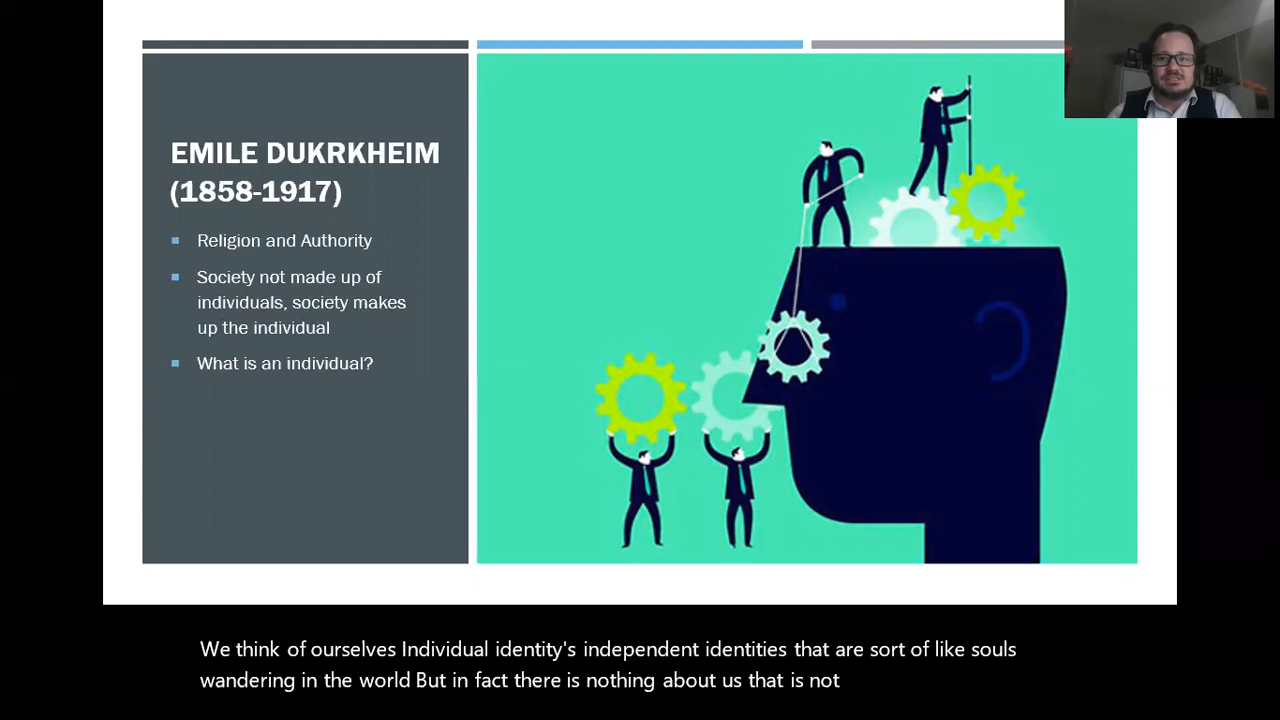 EMILE DUKRKHEIM
(1858-1917)
Religion and Authority
Society not made up of
individuals, society makes
up the individual
What is an individual?
We think of ourselves Individual identity's independent identities that are sort of like souls
wandering in the world But in fact there is nothing about us that is not